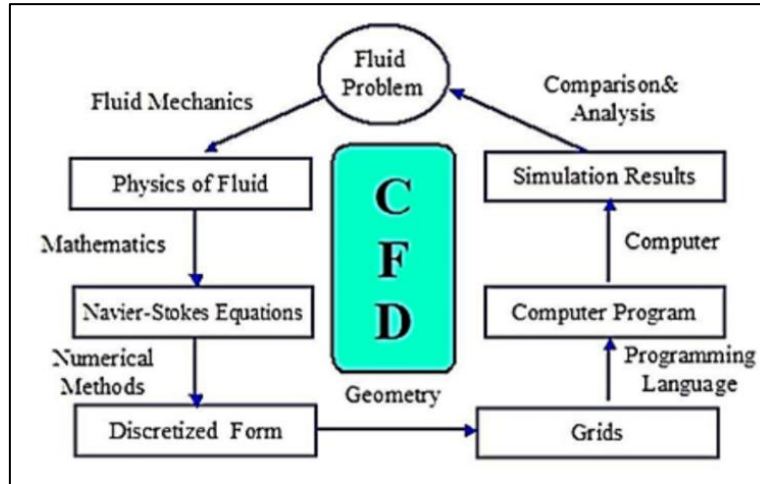 Fluid
Problem
Fluid Mechanics
Comparison&
Analysis
Physics of Fluid
C
F
D
Simulation Results
Mathematics
Computer
Navier-Stokes Equations
Computer Program
Numerical
Methods
Programming
Language
Geometry
Discretized Form
Grids